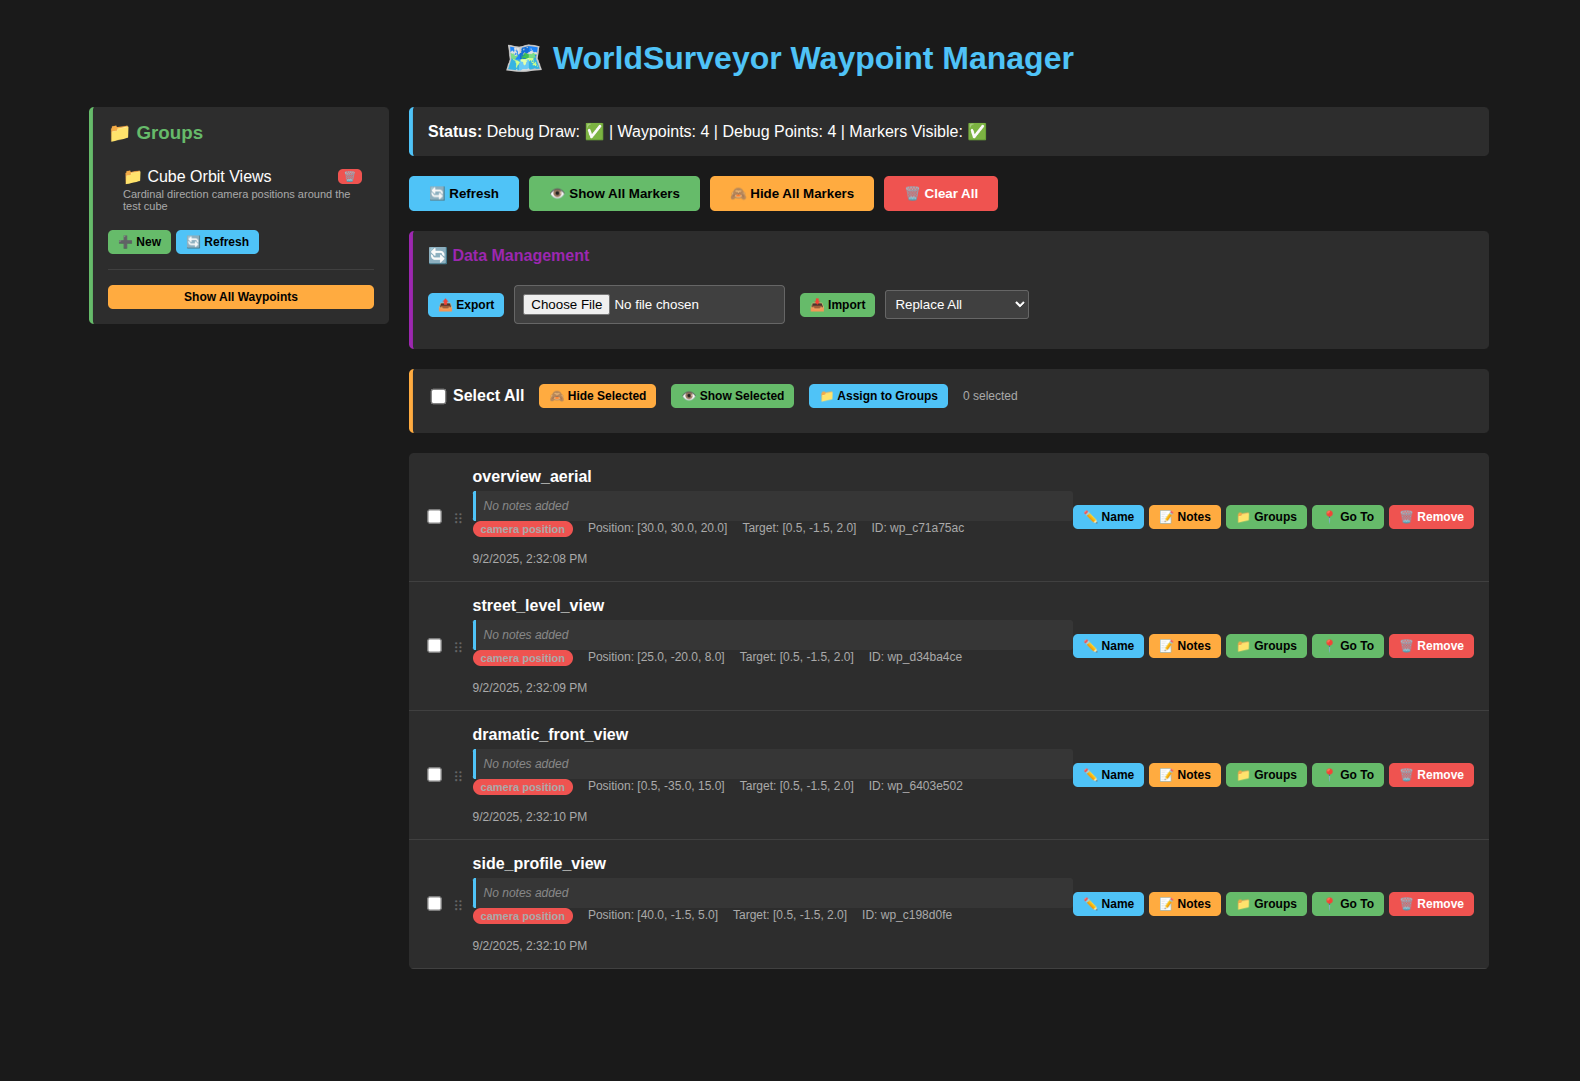 🗺️ WorldSurveyor Waypoint Manager
📁 Groups
📁 Cube Orbit Views 🗑️
Cardinal direction camera positions around the
test cube
➕ New 🔄 Refresh
Show All Waypoints
Status: Debug Draw: ✅ | Waypoints: 4 | Debug Points: 4 | Markers Visible: ✅
🔄 Refresh 👁️ Show All Markers 🙈 Hide All Markers 🗑️ Clear All
🔄 Data Management
📤 Export Choose File No file chosen 📥 Import Replace All
Select All 🙈 Hide Selected 👁️ Show Selected 📁 Assign to Groups 0 selected
overview_aerial
No notes added
camera position Position: [30.0, 30.0, 20.0] Target: [0.5, -1.5, 2.0] ID: wp_c71a75ac
9/2/2025, 2:32:08 PM
✏️ Name 📝 Notes 📁 Groups 📍 Go To 🗑️ Remove
street_level_view
No notes added
camera position Position: [25.0, -20.0, 8.0] Target: [0.5, -1.5, 2.0] ID: wp_d34ba4ce
9/2/2025, 2:32:09 PM
✏️ Name 📝 Notes 📁 Groups 📍 Go To 🗑️ Remove
dramatic_front_view
No notes added
camera position Position: [0.5, -35.0, 15.0] Target: [0.5, -1.5, 2.0] ID: wp_6403e502
9/2/2025, 2:32:10 PM
✏️ Name 📝 Notes 📁 Groups 📍 Go To 🗑️ Remove
side_profile_view
No notes added
camera position Position: [40.0, -1.5, 5.0] Target: [0.5, -1.5, 2.0] ID: wp_c198d0fe
9/2/2025, 2:32:10 PM
✏️ Name 📝 Notes 📁 Groups 📍 Go To 🗑️ Remove